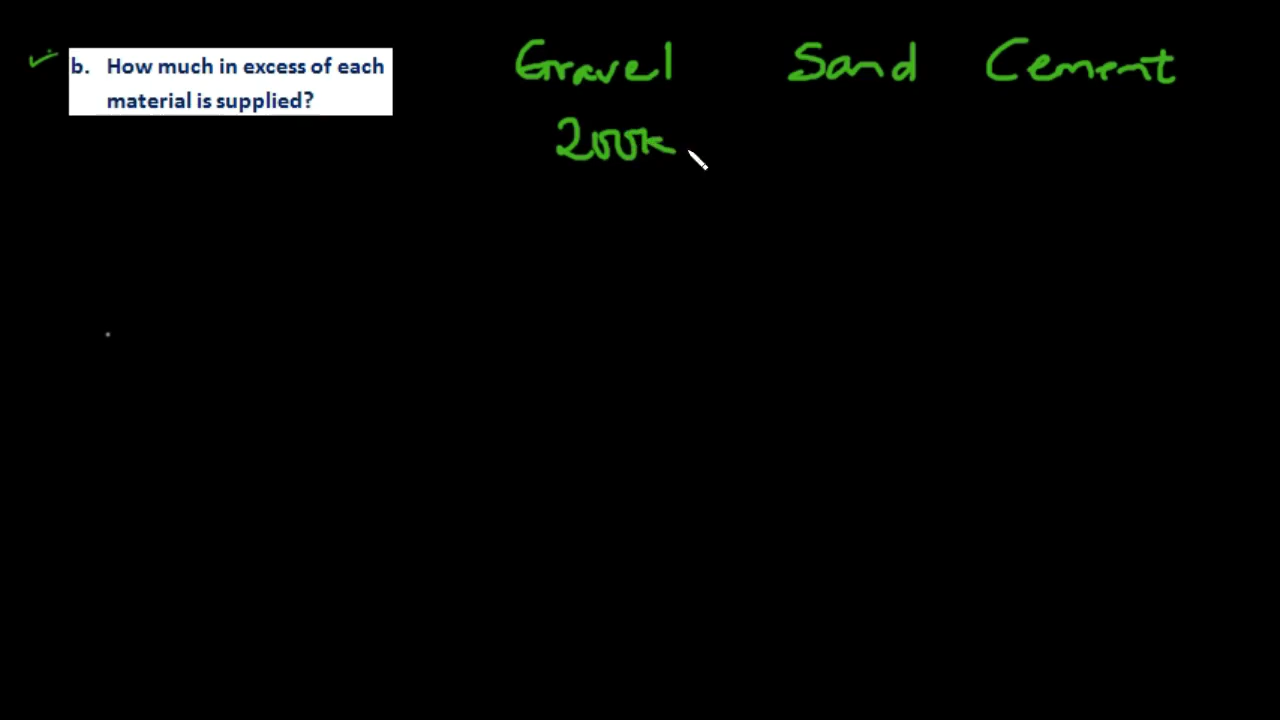 b. How much in excess of each
material is supplied?
Gravel Sand Cement
200k